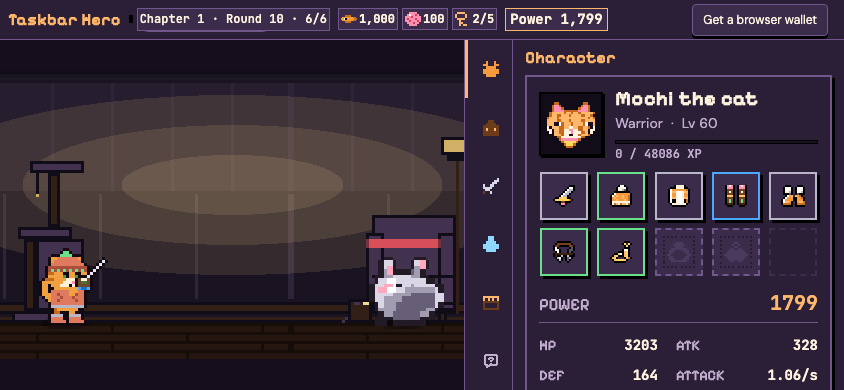 Taskbar Hero
Chapter 1 · Round 10 · 6/6
1,000
100
2/5
Power 1,799
Get a browser wallet
Character
Mochi the cat
Warrior · Lv 60
0 / 48086 XP
POWER 1799
HP 3203 ATK 328
DEF 164 ATTACK 1.06/s